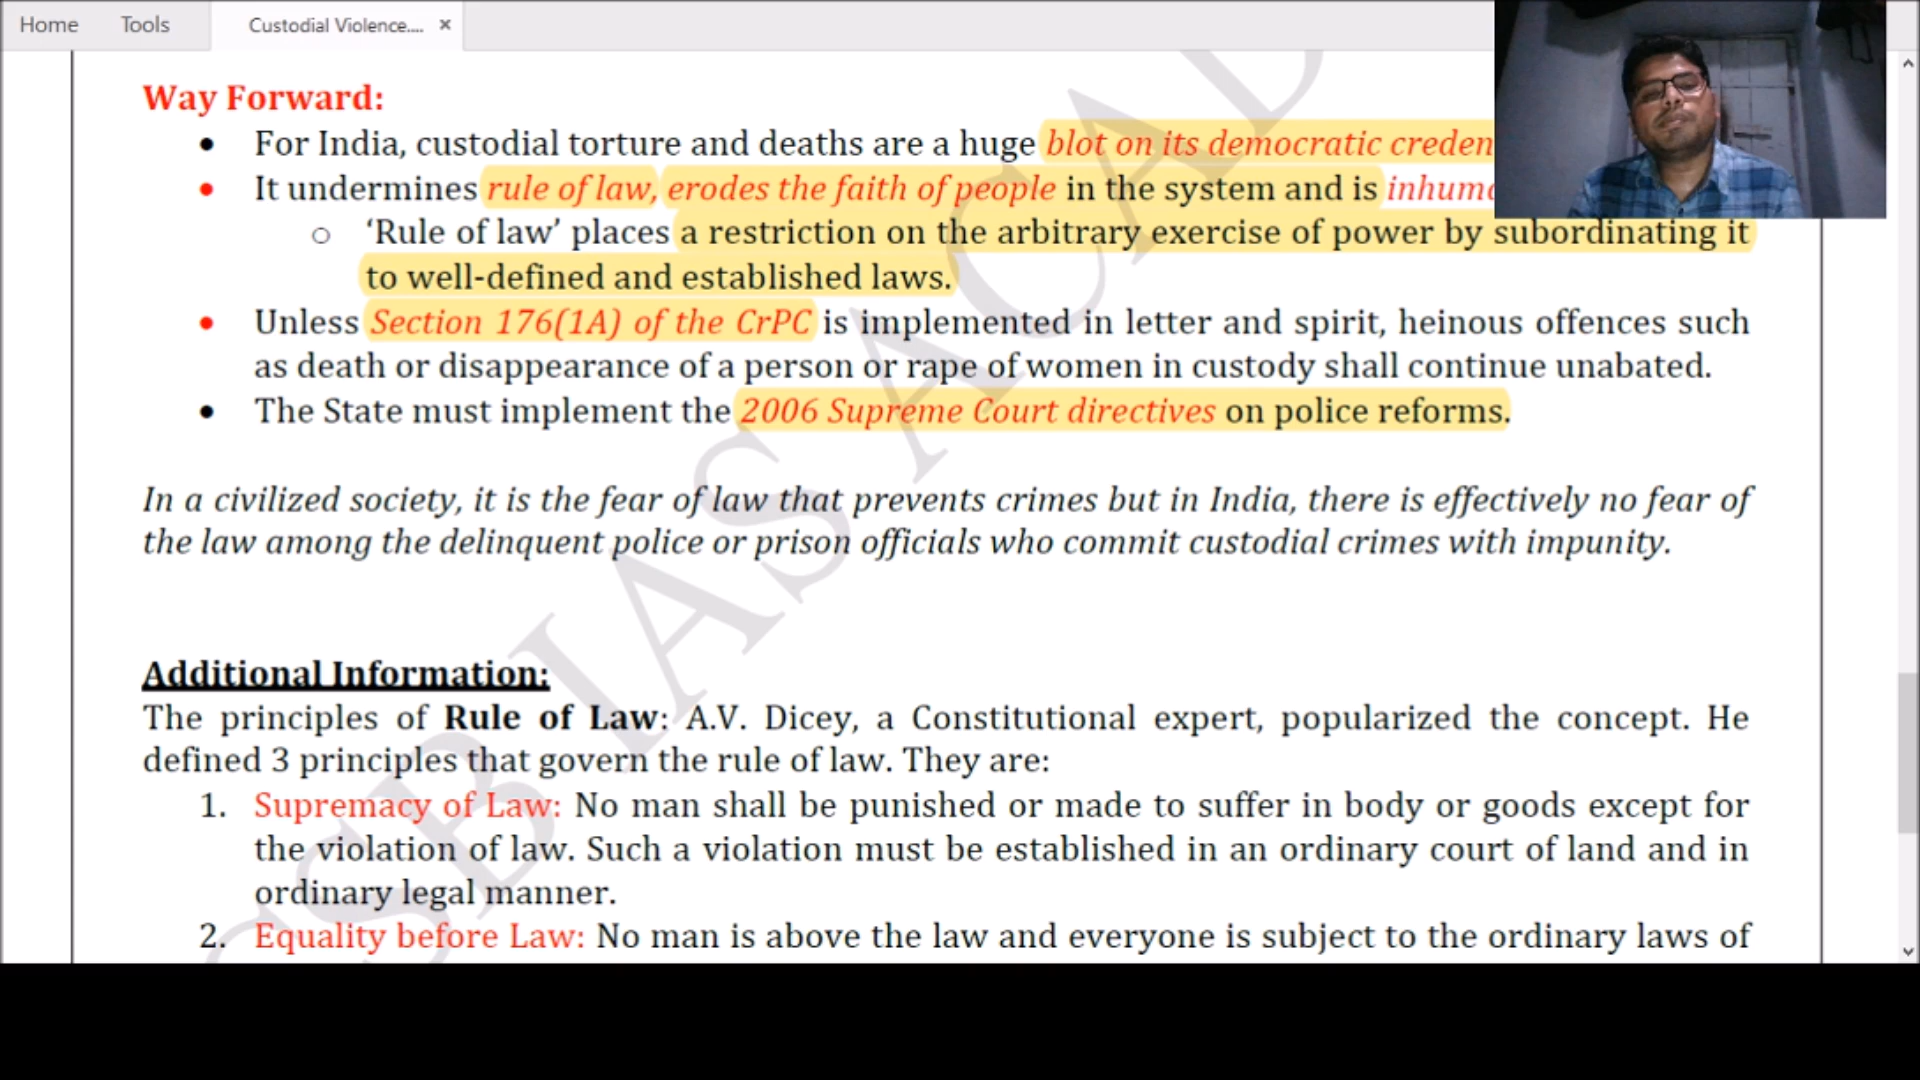 Home Tools Custodial Violence.... ×
Way Forward:
• For India, custodial torture and deaths are a huge blot on its democratic creden
• It undermines rule of law, erodes the faith of people in the system and is inhum
o ‘Rule of law’ places a restriction on the arbitrary exercise of power by subordinating it
to well-defined and established laws.
• Unless Section 176(1A) of the CrPC is implemented in letter and spirit, heinous offences such
as death or disappearance of a person or rape of women in custody shall continue unabated.
• The State must implement the 2006 Supreme Court directives on police reforms.
In a civilized society, it is the fear of law that prevents crimes but in India, there is effectively no fear of
the law among the delinquent police or prison officials who commit custodial crimes with impunity.
Additional Information:
The principles of Rule of Law: A.V. Dicey, a Constitutional expert, popularized the concept. He
defined 3 principles that govern the rule of law. They are:
1. Supremacy of Law: No man shall be punished or made to suffer in body or goods except for
the violation of law. Such a violation must be established in an ordinary court of land and in
ordinary legal manner.
2. Equality before Law: No man is above the law and everyone is subject to the ordinary laws of
CSB IAS ACAD